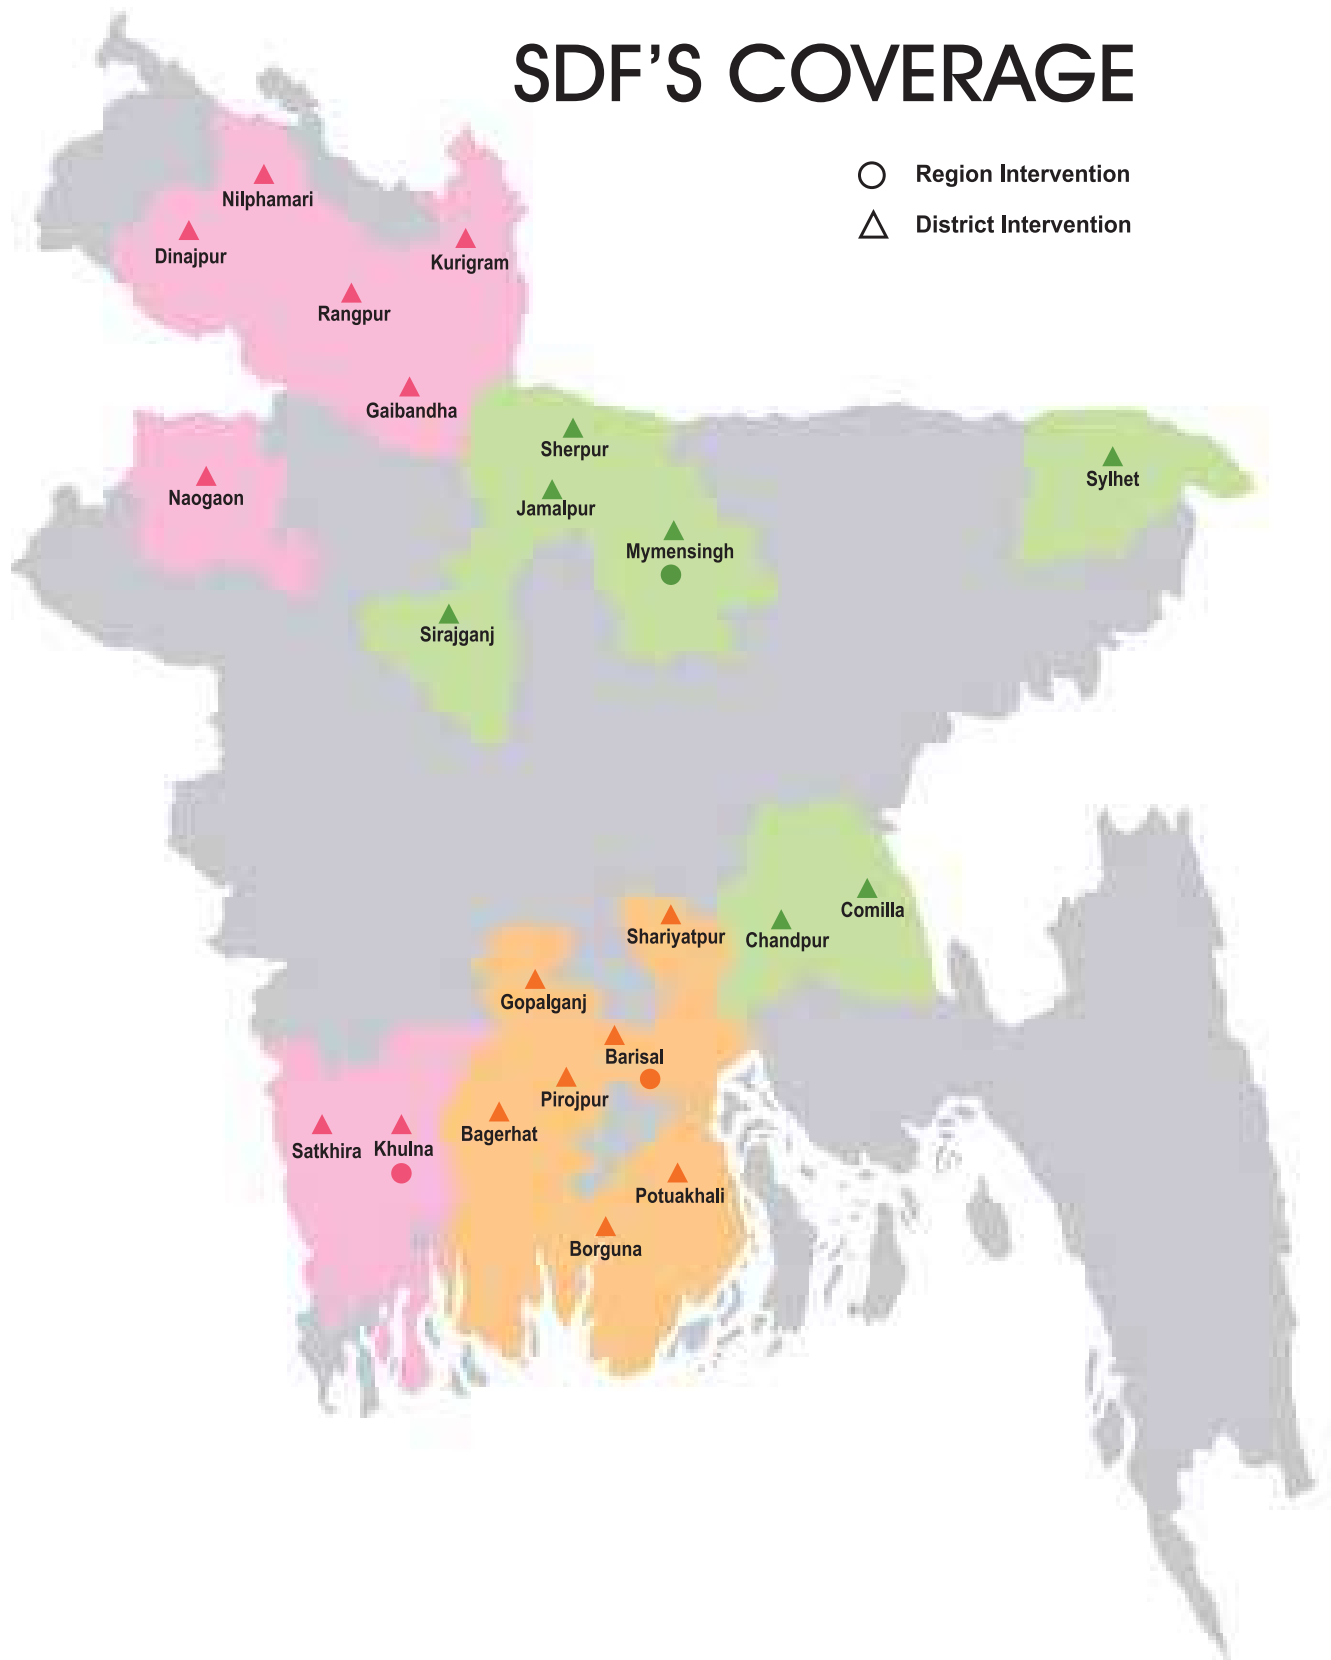 SDF'S COVERAGE
Region Intervention
District Intervention
Nilphamari
Dinajpur
Kurigram
Rangpur
Gaibandha
Naogaon
Sherpur
Jamalpur
Mymensingh
Sylhet
Sirajganj
Comilla
Shariyatpur
Chandpur
Gopalganj
Barisal
Pirojpur
Bagerhat
Satkhira
Khulna
Potuakhali
Borguna